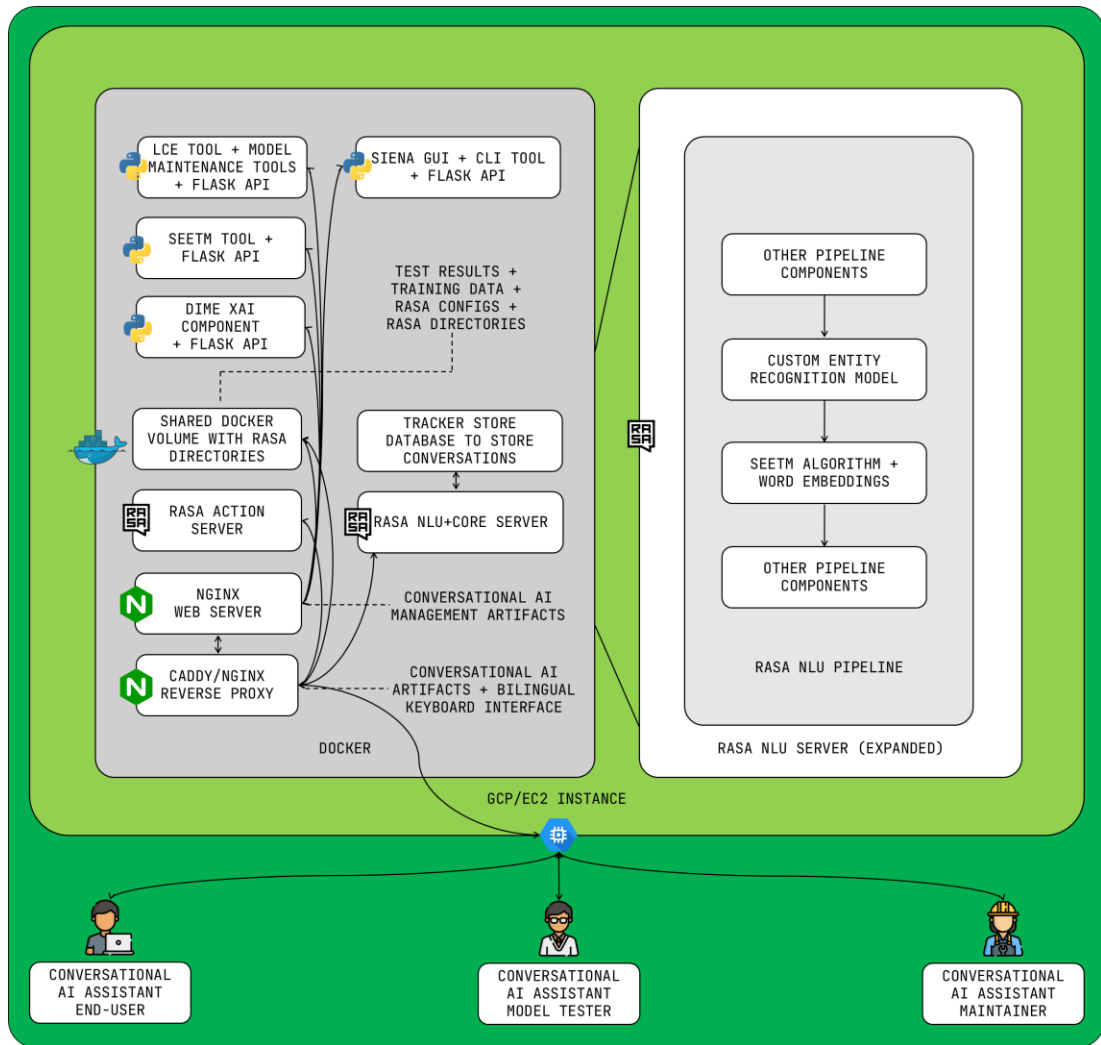 LCE TOOL + MODEL
MAINTENANCE TOOLS
+ FLASK API
SIENA GUI + CLI TOOL
+ FLASK API
SEETM TOOL +
FLASK API
DIME XAI
COMPONENT
+ FLASK API
TEST RESULTS +
TRAINING DATA +
RASA CONFIGS +
RASA DIRECTORIES
SHARED DOCKER
VOLUME WITH RASA
DIRECTORIES
TRACKER STORE
DATABASE TO STORE
CONVERSATIONS
RASA
RASA ACTION
SERVER
RASA
RASA NLU+CORE SERVER
N
NGINX
WEB SERVER
CONVERSATIONAL AI
MANAGEMENT ARTIFACTS
N
CADDY/NGINX
REVERSE PROXY
CONVERSATIONAL AI
ARTIFACTS + BILINGUAL
KEYBOARD INTERFACE
DOCKER
OTHER PIPELINE
COMPONENTS
CUSTOM ENTITY
RECOGNITION MODEL
RASA
SEETM ALGORITHM +
WORD EMBEDDINGS
OTHER PIPELINE
COMPONENTS
RASA NLU PIPELINE
RASA NLU SERVER (EXPANDED)
GCP/EC2 INSTANCE
CONVERSATIONAL
AI ASSISTANT
END-USER
CONVERSATIONAL
AI ASSISTANT
MODEL TESTER
CONVERSATIONAL
AI ASSISTANT
MAINTAINER